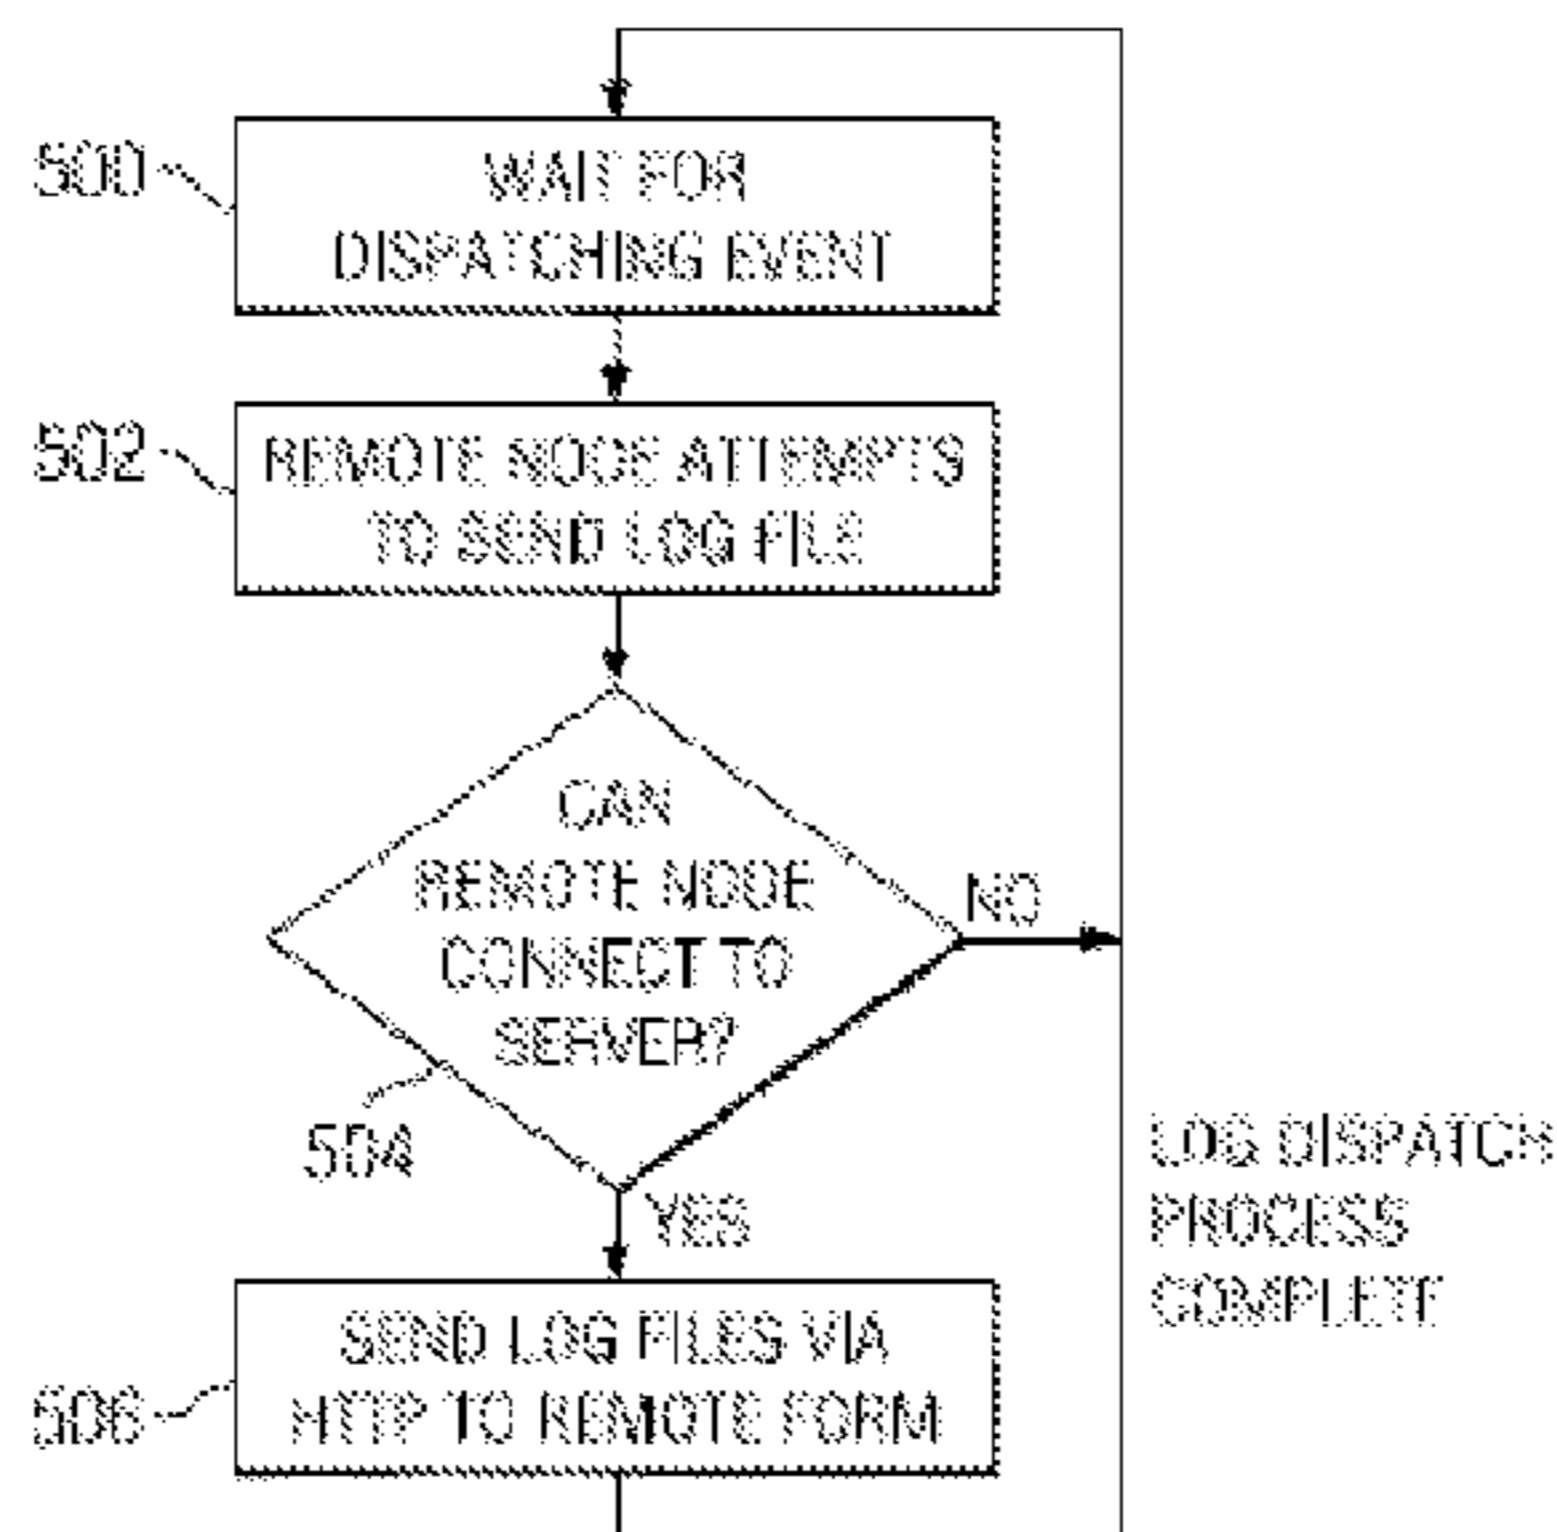 500
WAIT FOR
DISPATCHING EVENT
502
REMOTE NODE ATTEMPTS
TO SEND LOG FILE
CAN
REMOTE NODE
CONNECT TO
SERVER?
NO
504
YES
LOG DISPATCH
PROCESS
COMPLETE
506
SEND LOG FILES VIA
HTTP TO REMOTE FORM